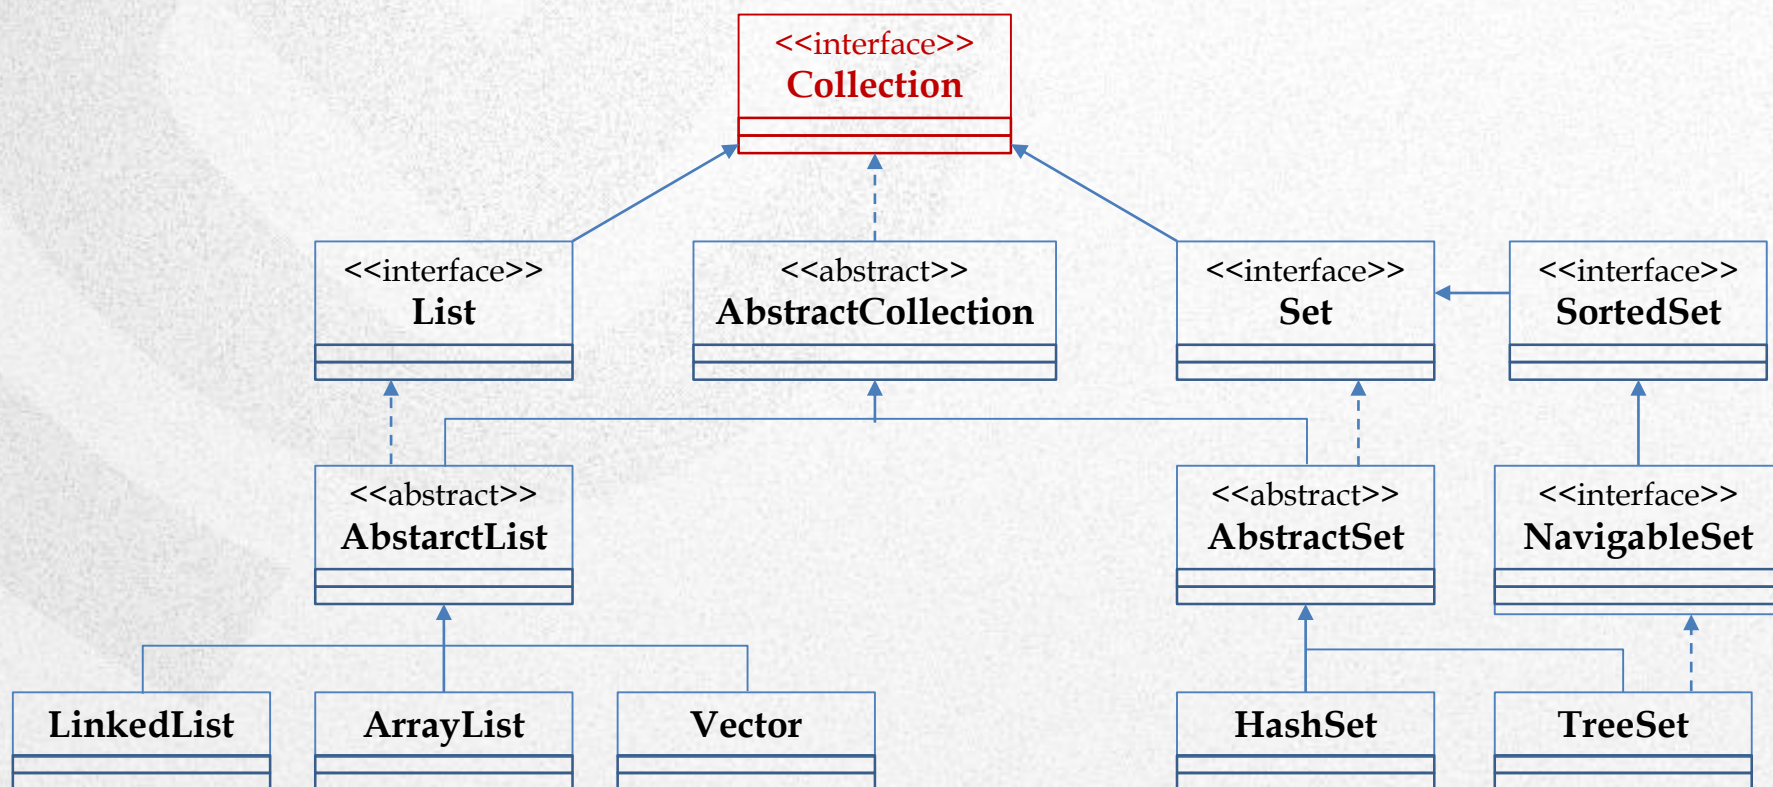 <<interface>>
Collection
<<interface>>
List
<<abstract>>
AbstractCollection
<<interface>>
Set
<<interface>>
SortedSet
<<abstract>>
AbstarctList
<<abstract>>
AbstractSet
<<interface>>
NavigableSet
LinkedList
ArrayList
Vector
HashSet
TreeSet